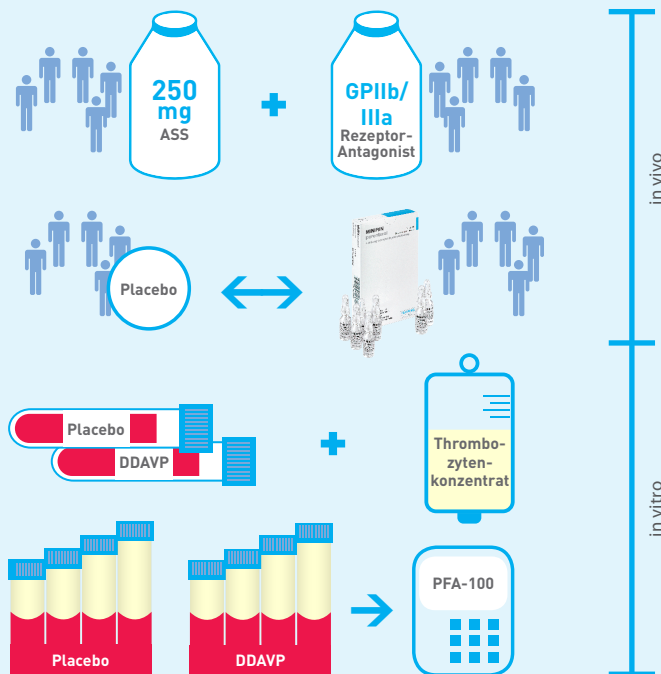 250
mg
ASS
GPIIb/
IIIa
Rezeptor-
Antagonist
in vivo
Placebo
MINIRIN
Placebo
DDAVP
Thrombo-
zyten-
konzentrat
in vitro
PFA-100
Placebo
DDAVP